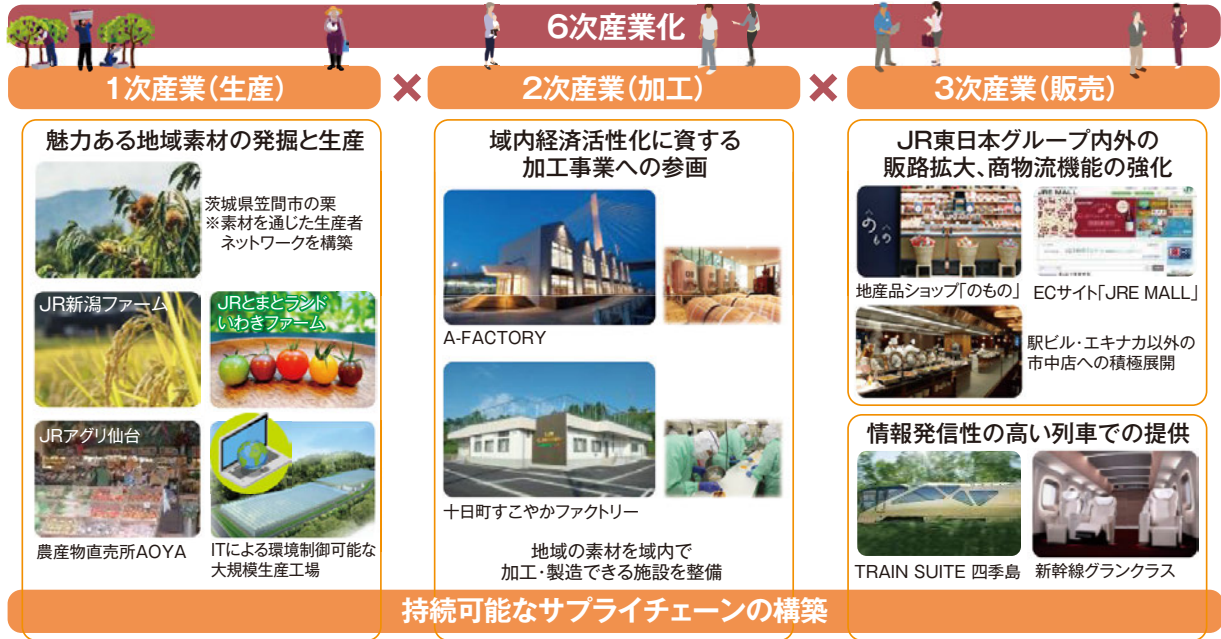 6次産業化
1次産業（生産）
×
2次産業（加工）
×
3次産業（販売）
魅力ある地域素材の発掘と生産
茨城県笠間市の栗
※素材を通じた生産者
ネットワークを構築
JR新潟ファーム
JRとまとランド
いわきファーム
JRアグリ仙台
農産物直売所AOYA
ITによる環境制御可能な
大規模生産工場
域内経済活性化に資する
加工事業への参画
A-FACTORY
十日町すこやかファクトリー
地域の素材を域内で
加工・製造できる施設を整備
JR東日本グループ内外の
販路拡大、商物流機能の強化
のもの
地産品ショップ「のもの」
JRE MALL
ECサイト「JRE MALL」
駅ビル・エキナカ以外の
市中店への積極展開
情報発信性の高い列車での提供
TRAIN SUITE 四季島
新幹線グランクラス
持続可能なサプライチェーンの構築